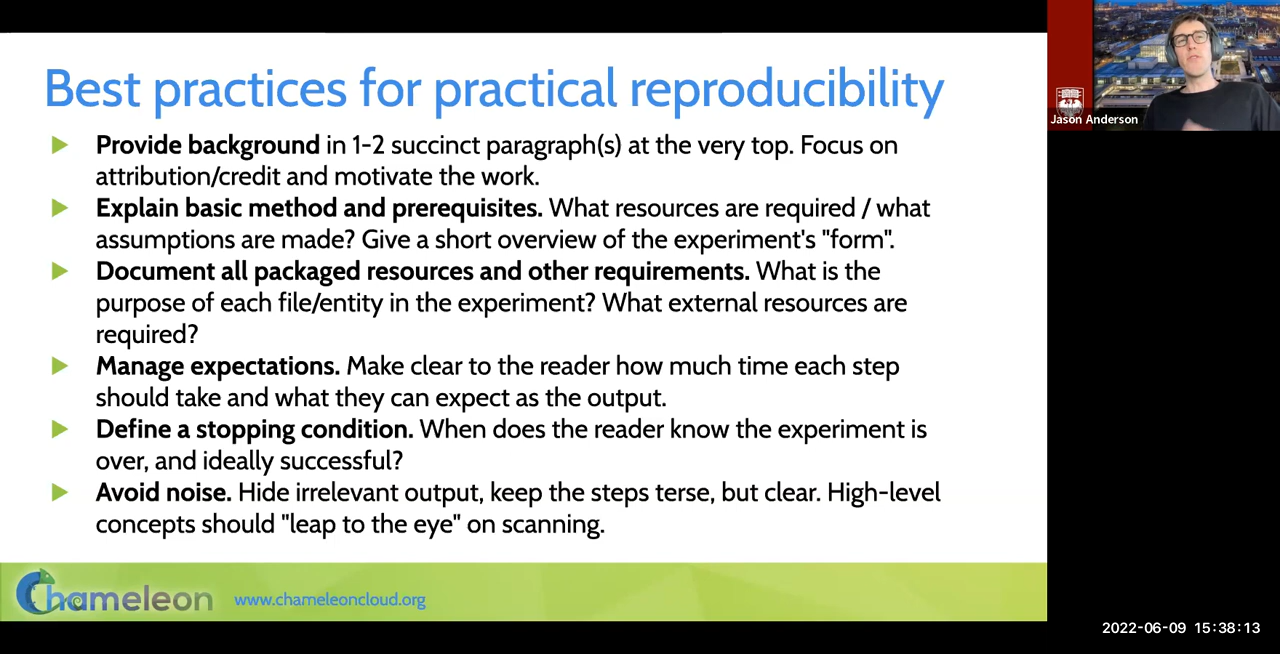 Best practices for practical reproducibility
Provide background in 1-2 succinct paragraph(s) at the very top. Focus on
attribution/credit and motivate the work.
Explain basic method and prerequisites. What resources are required / what
assumptions are made? Give a short overview of the experiment's "form".
Document all packaged resources and other requirements. What is the
purpose of each file/entity in the experiment? What external resources are
required?
Manage expectations. Make clear to the reader how much time each step
should take and what they can expect as the output.
Define a stopping condition. When does the reader know the experiment is
over, and ideally successful?
Avoid noise. Hide irrelevant output, keep the steps terse, but clear. High-level
concepts should "leap to the eye" on scanning.
Chameleon
www.chameleoncloud.org
Jason Anderson
2022-06-09 15:38:13